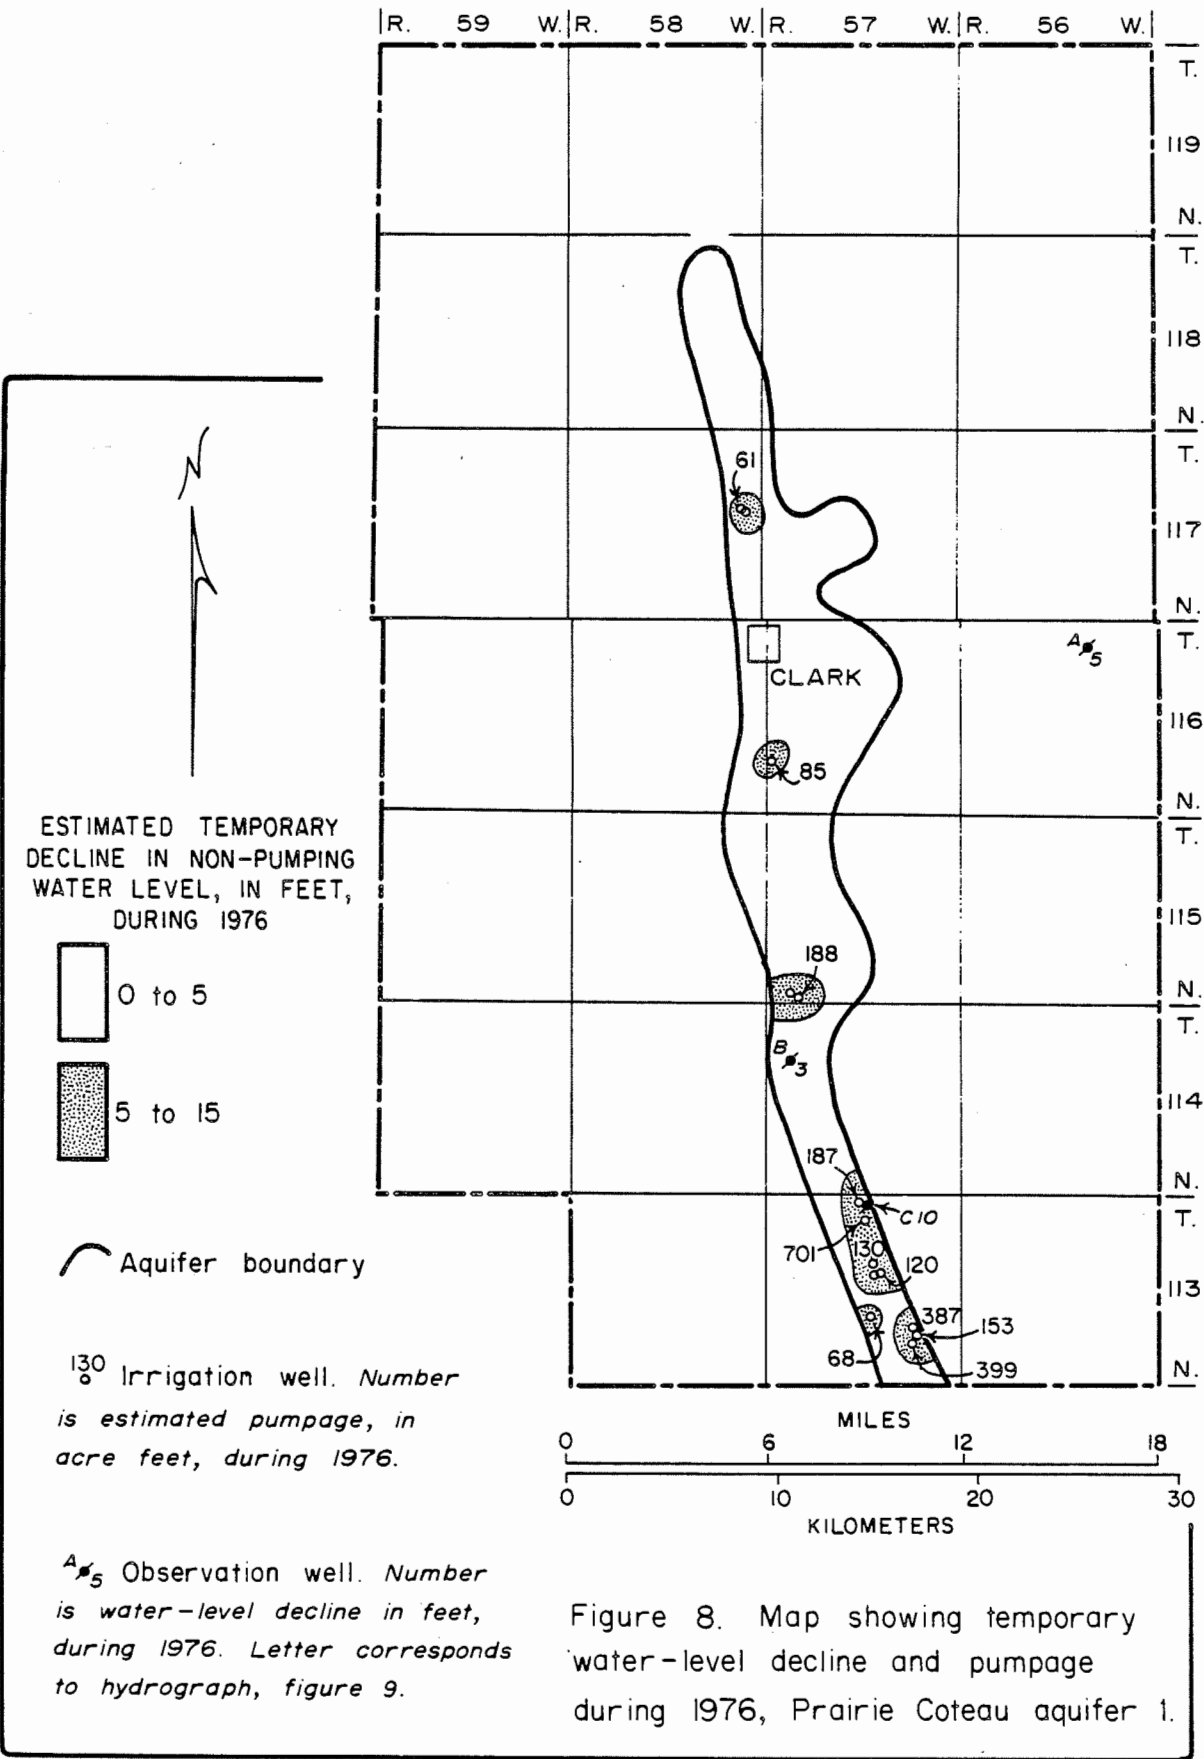 R. 59 W. R. 58 W. R. 57 W. R. 56 W.
T.
119
N.
T.
118
N.
T.
61
117
N.
T.
A 5
CLARK
116
85
N.
T.
115
188
N.
T.
B 3
114
187
N.
T.
C 10
701
130
120
113
387
153
68
399
N.
N
ESTIMATED TEMPORARY
DECLINE IN NON-PUMPING
WATER LEVEL, IN FEET,
DURING 1976
0 to 5
5 to 15
Aquifer boundary
130 Irrigation well. Number
is estimated pumpage, in
acre feet, during 1976.
A 5 Observation well. Number
is water-level decline in feet,
during 1976. Letter corresponds
to hydrograph, figure 9.
MILES
0 6 12 18
0 10 20 30
KILOMETERS
Figure 8. Map showing temporary
water-level decline and pumpage
during 1976, Prairie Coteau aquifer 1.